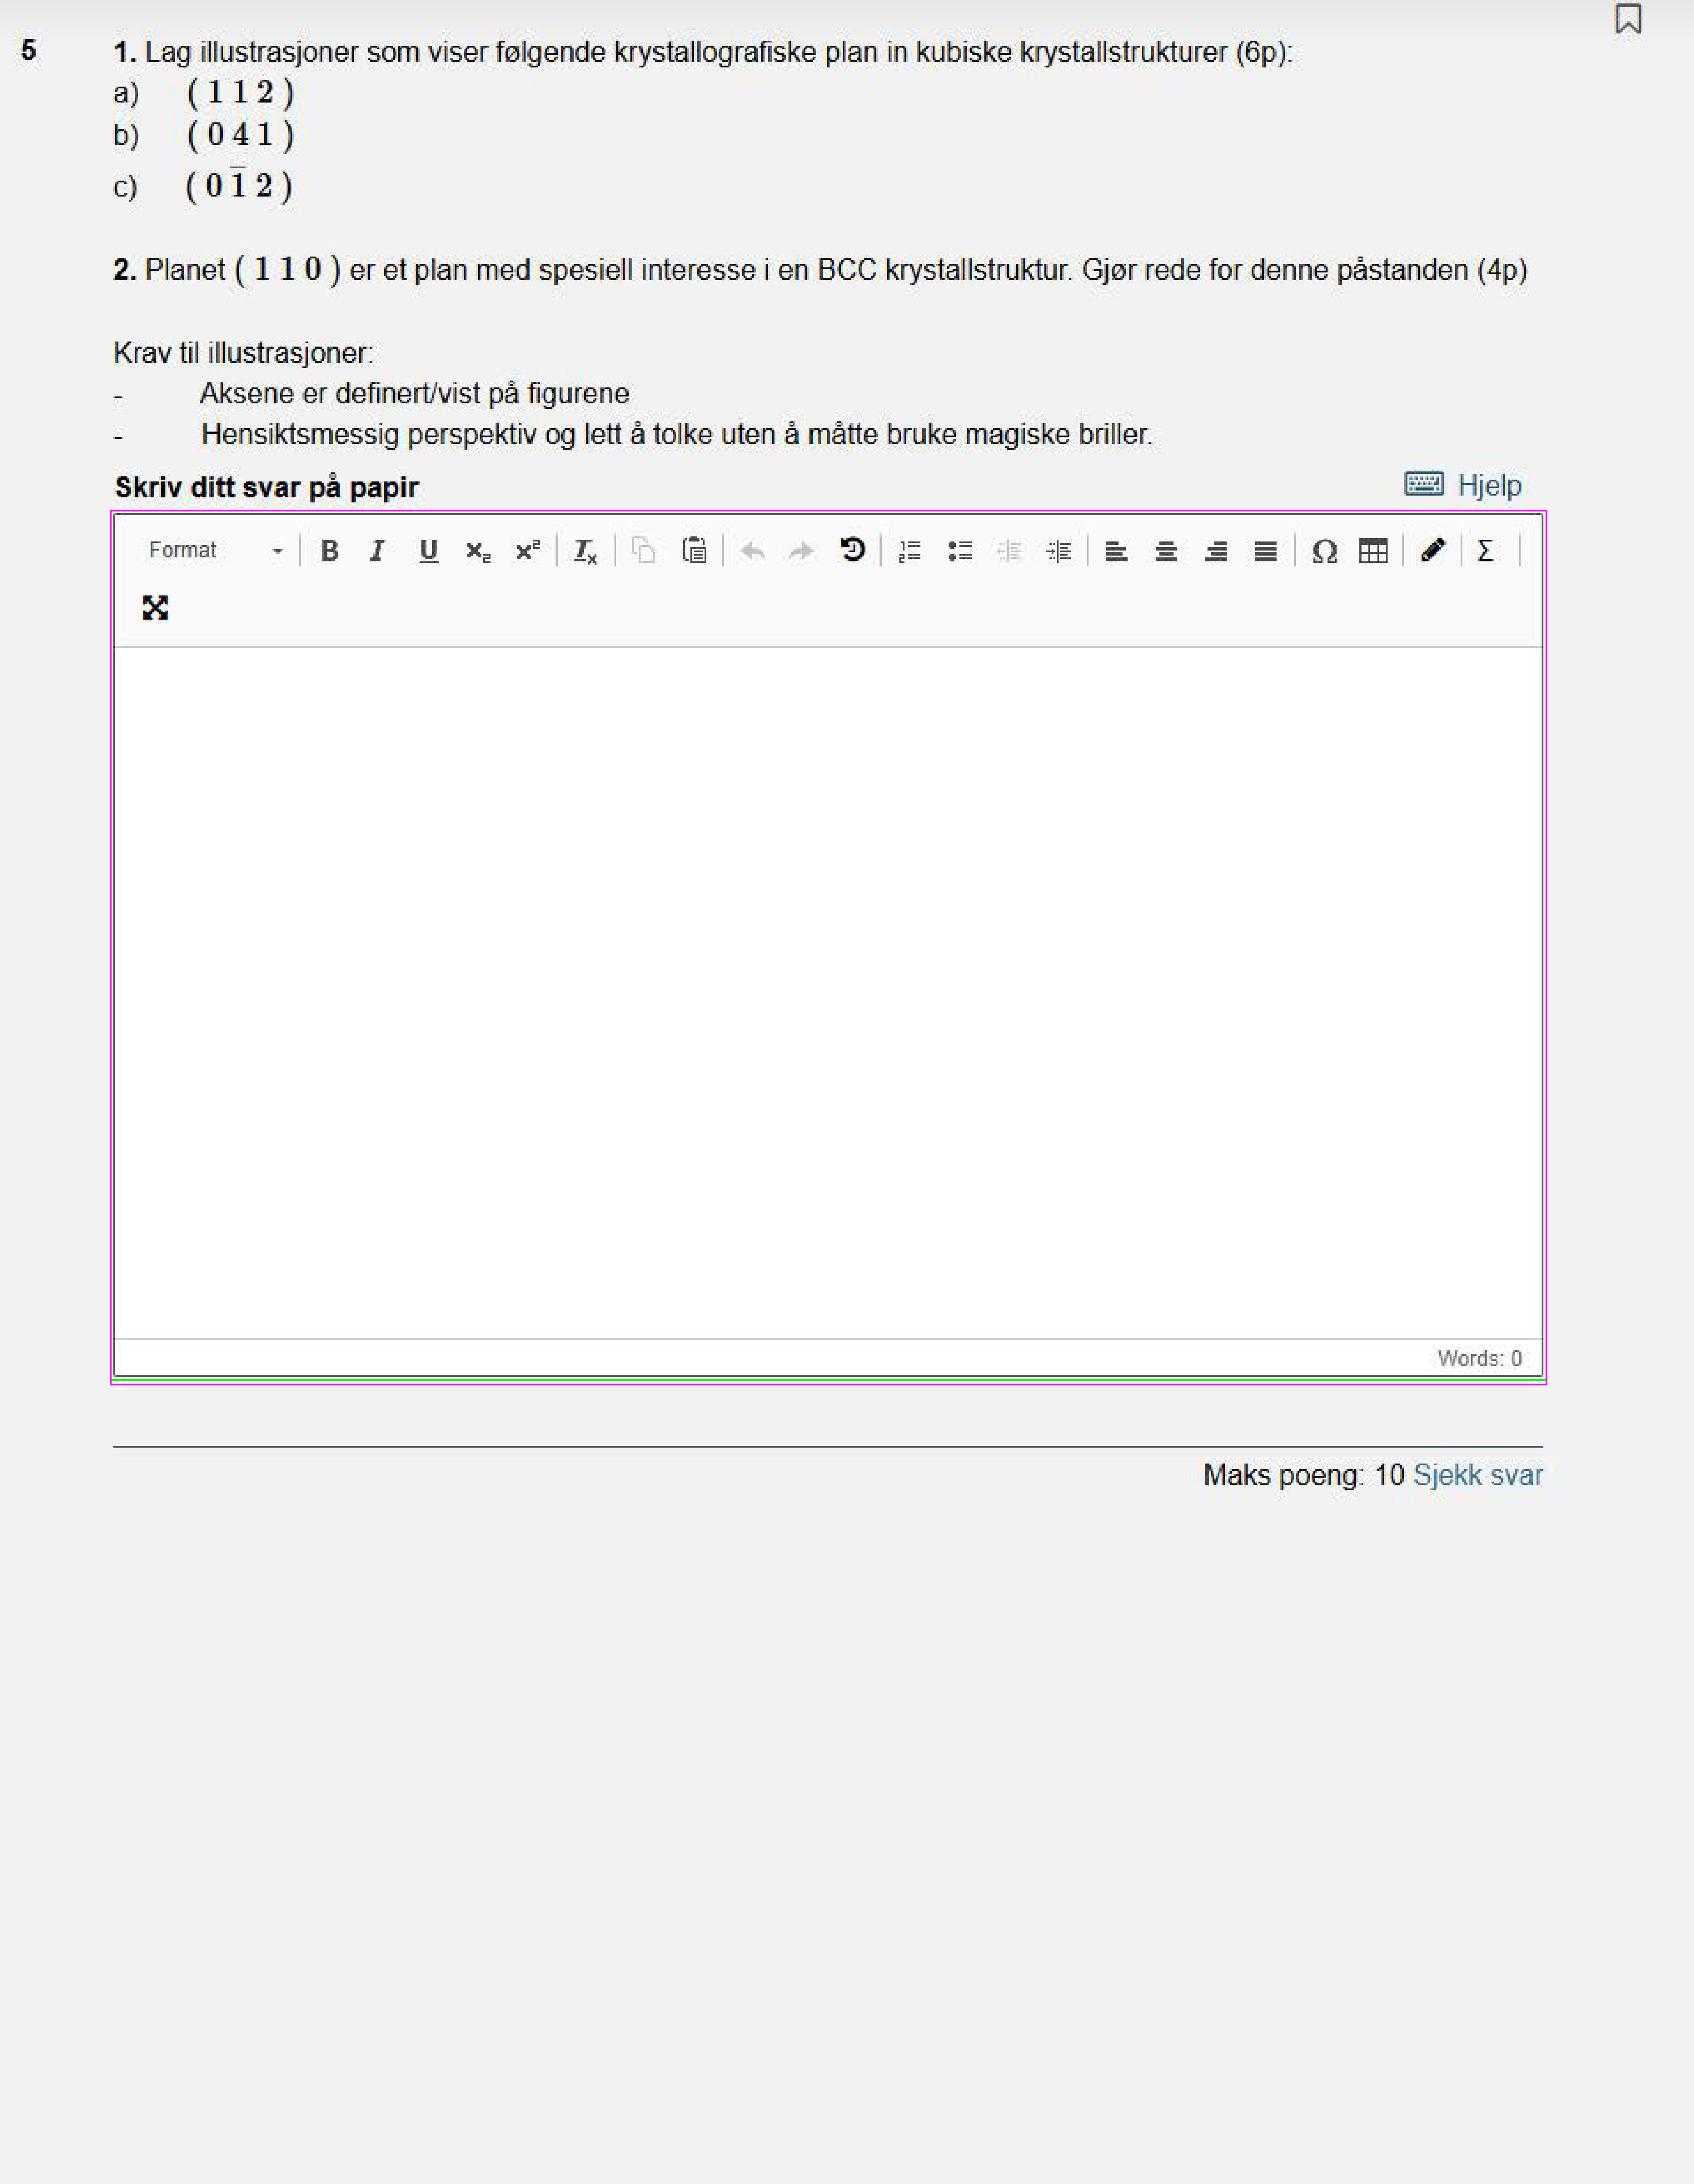 5 1. Lag illustrasjoner som viser følgende krystallografiske plan in kubiske krystallstrukturer (6p):
a) ( 1 1 2 )
b) ( 0 4 1 )
c) ( 0 1̅ 2 )
2. Planet ( 1 1 0 ) er et plan med spesiell interesse i en BCC krystallstruktur. Gjør rede for denne påstanden (4p)
Krav til illustrasjoner:
- Aksene er definert/vist på figurene
- Hensiktsmessig perspektiv og lett å tolke uten å måtte bruke magiske briller.
Skriv ditt svar på papir Hjelp
Format B I U x₂ x² Tx Ω Σ
Words: 0
Maks poeng: 10 Sjekk svar